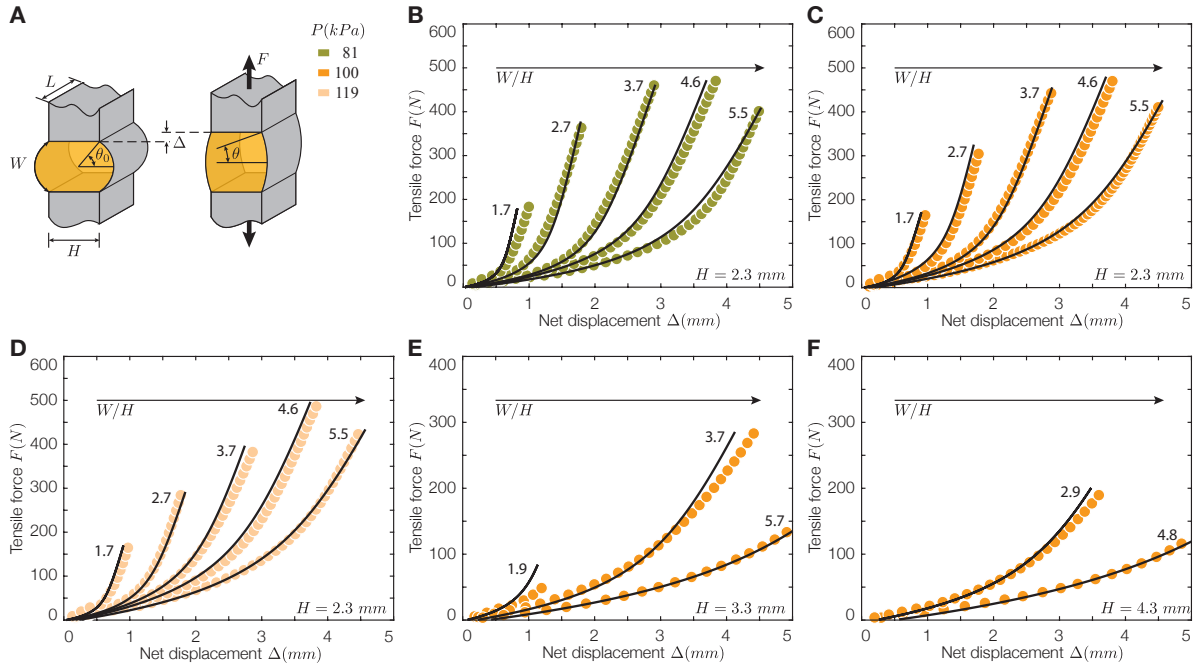 A
P(kPa)
81
100
119
L
F
W
θ₀
Δ
θ
H
B
Tensile force F(N)
600
500
400
300
200
100
0
W/H
1.7
2.7
3.7
4.6
5.5
H = 2.3 mm
0 1 2 3 4 5
Net displacement Δ(mm)
C
Tensile force F(N)
600
500
400
300
200
100
0
W/H
1.7
2.7
3.7
4.6
5.5
H = 2.3 mm
0 1 2 3 4 5
Net displacement Δ(mm)
D
Tensile force F(N)
600
500
400
300
200
100
0
W/H
1.7
2.7
3.7
4.6
5.5
H = 2.3 mm
0 1 2 3 4 5
Net displacement Δ(mm)
E
Tensile force F(N)
400
300
200
100
0
W/H
1.9
3.7
5.7
H = 3.3 mm
0 1 2 3 4 5
Net displacement Δ(mm)
F
Tensile force F(N)
400
300
200
100
0
W/H
2.9
4.8
H = 4.3 mm
0 1 2 3 4 5
Net displacement Δ(mm)